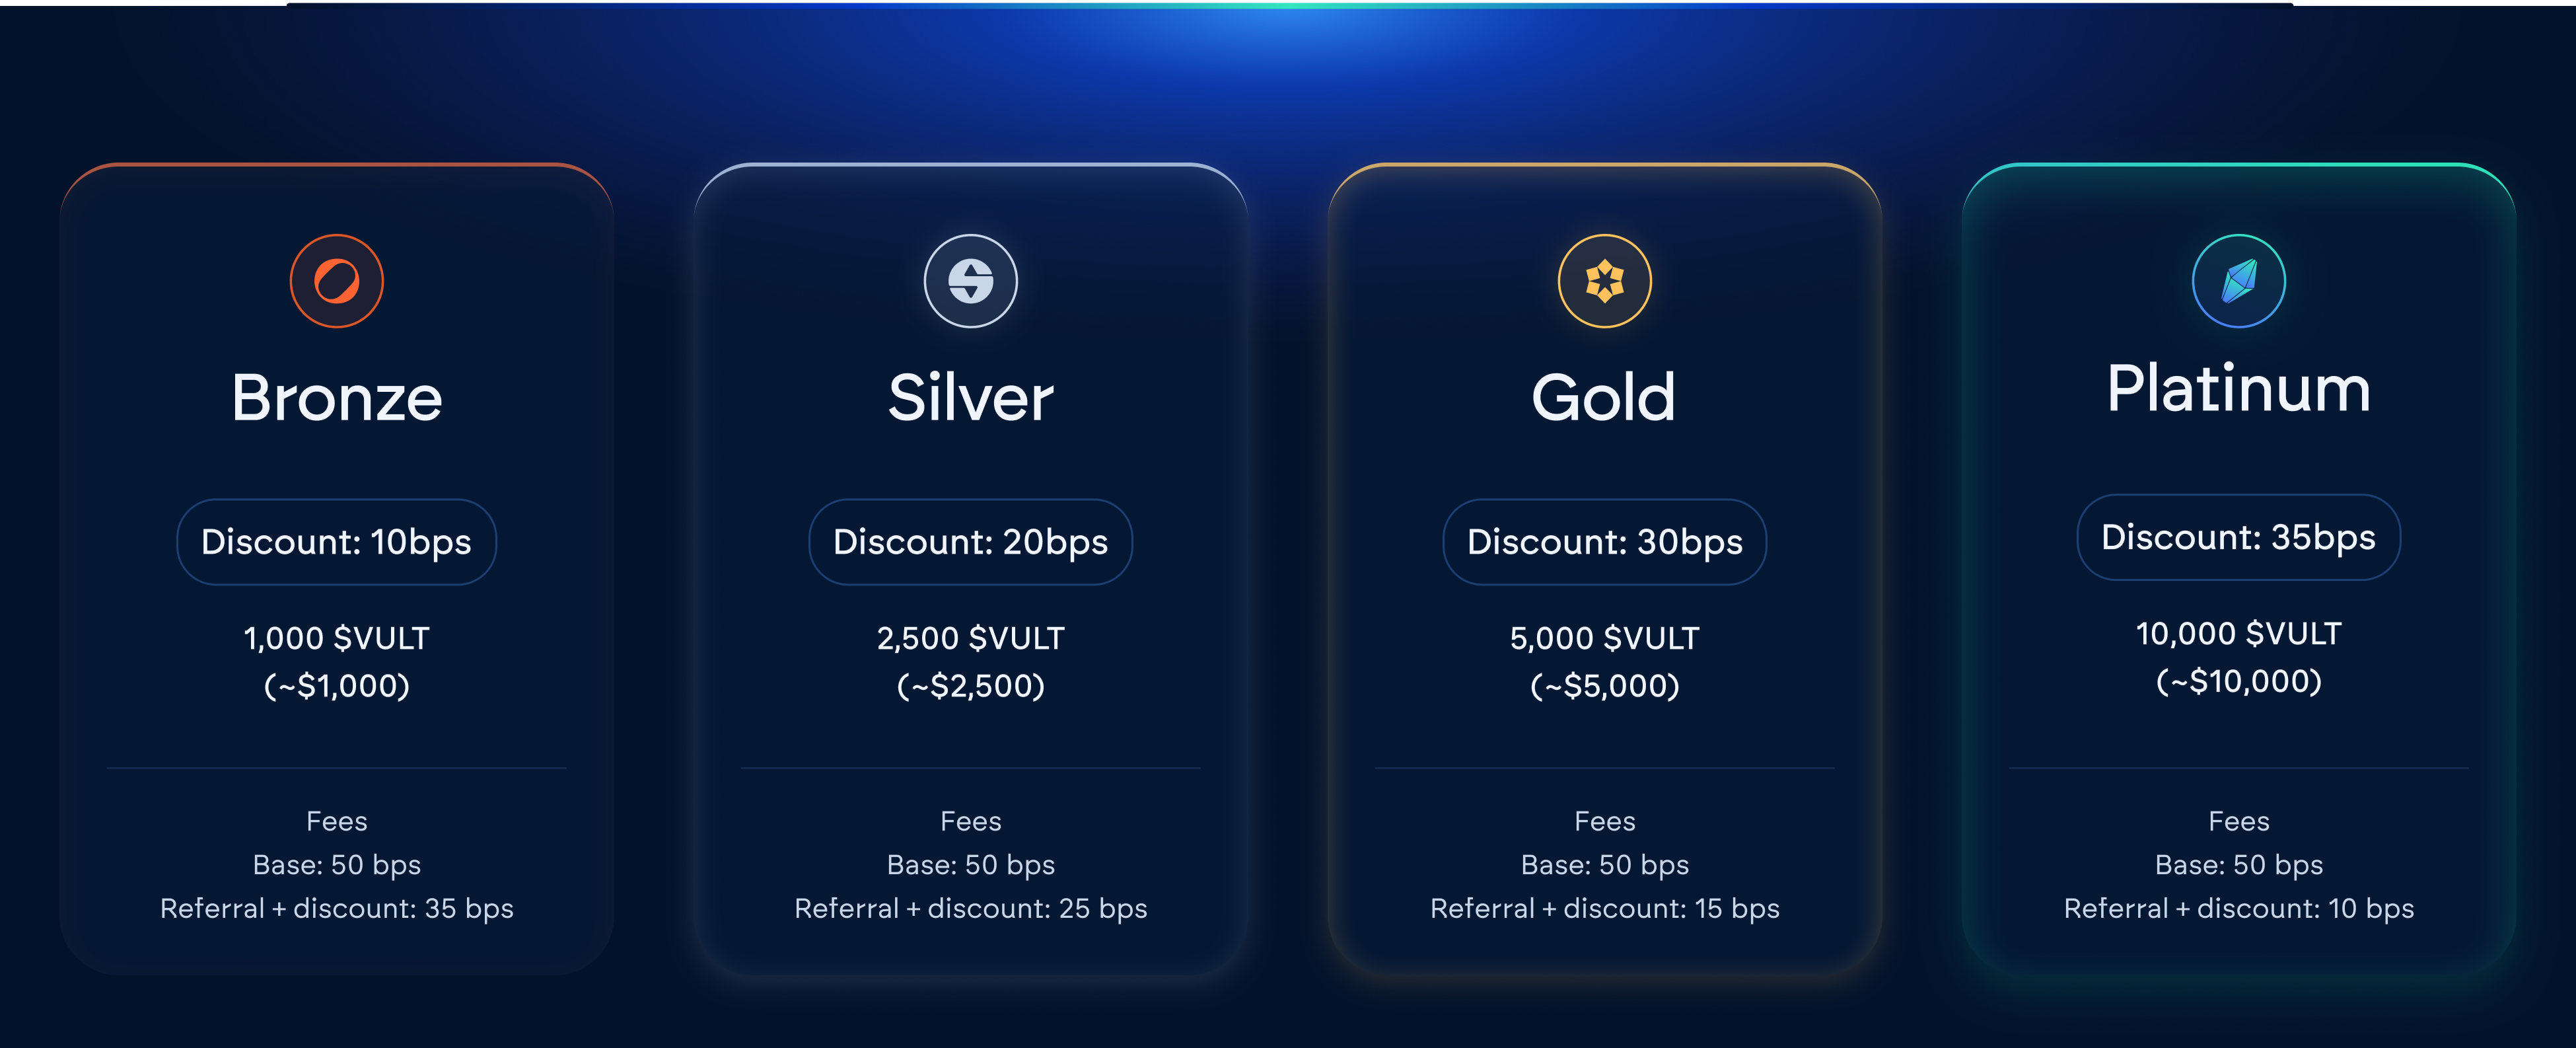 Bronze
Discount: 10bps
1,000 $VULT
(~$1,000)
Fees
Base: 50 bps
Referral + discount: 35 bps
Silver
Discount: 20bps
2,500 $VULT
(~$2,500)
Fees
Base: 50 bps
Referral + discount: 25 bps
Gold
Discount: 30bps
5,000 $VULT
(~$5,000)
Fees
Base: 50 bps
Referral + discount: 15 bps
Platinum
Discount: 35bps
10,000 $VULT
(~$10,000)
Fees
Base: 50 bps
Referral + discount: 10 bps